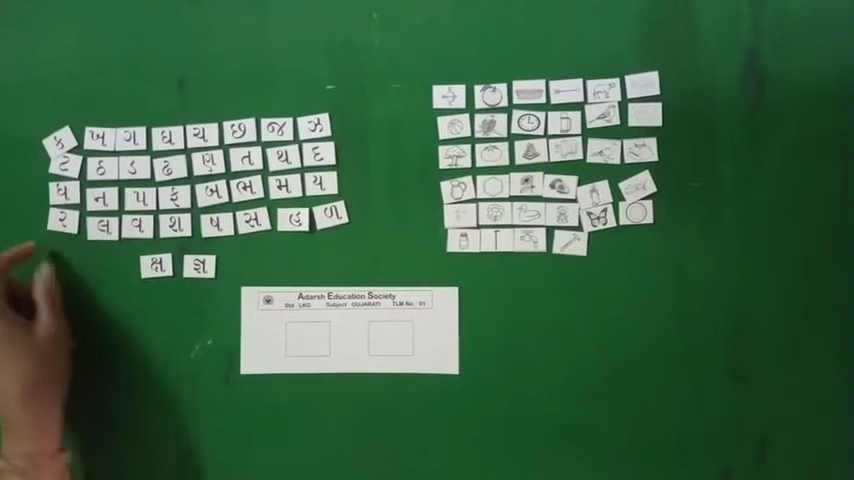 ક ખ ગ ઘ ચ છ જ ઝ
ટ ઠ ડ ઢ ણ ત થ દ
ધ ન પ ફ બ ભ મ ય
ર લ વ શ ષ સ હ ળ
ક્ષ જ્ઞ
Adarsh Education Society
Std LKG Subject GUJARATI TLM No 01